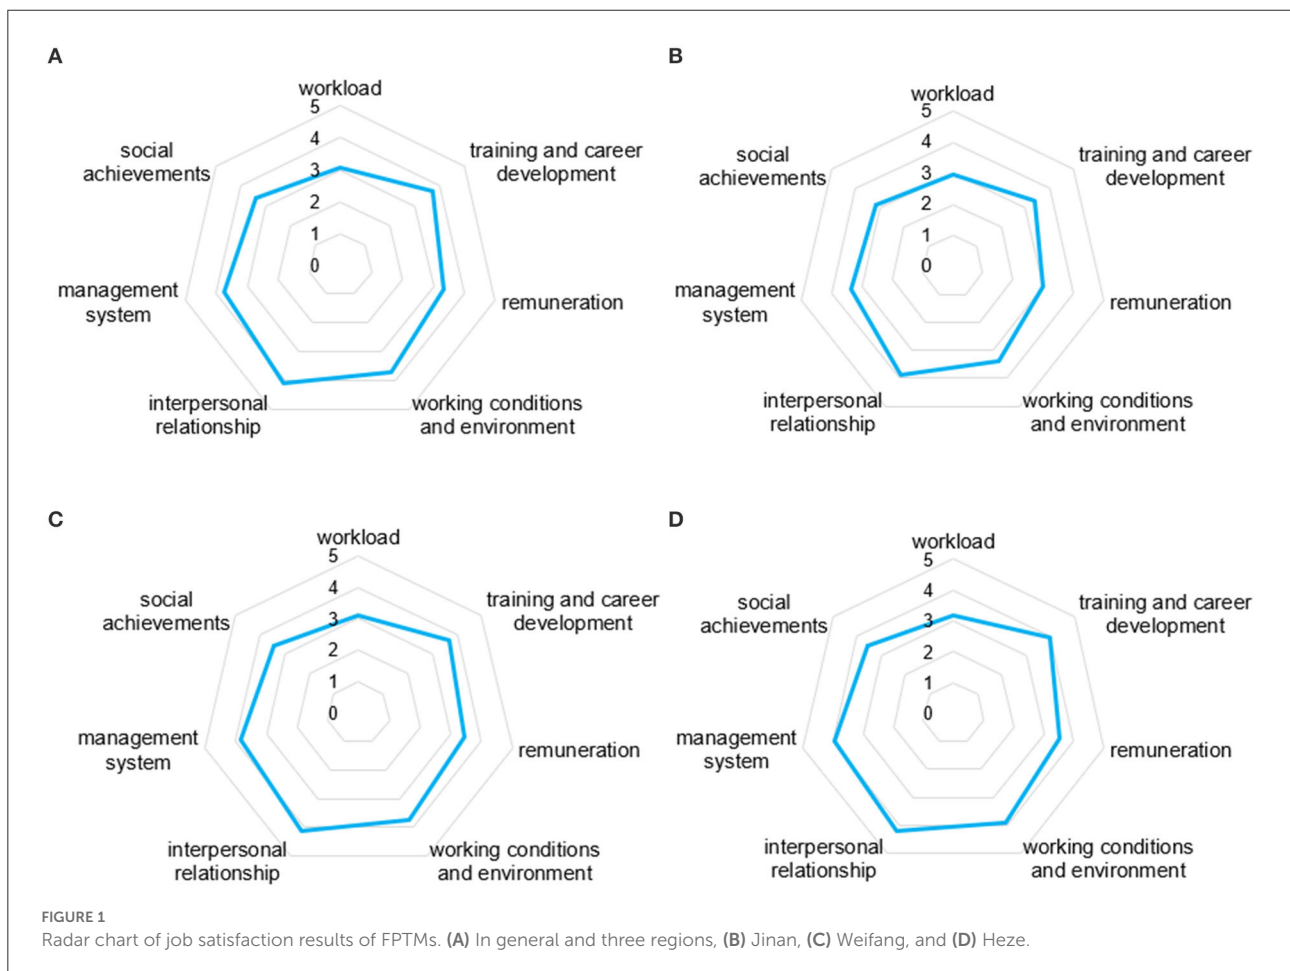 A
workload
5
4
3
2
1
0
training and career
development
remuneration
working conditions
and environment
interpersonal
relationship
management
system
social
achievements
B
workload
5
4
3
2
1
0
training and career
development
remuneration
working conditions
and environment
interpersonal
relationship
management
system
social
achievements
C
workload
5
4
3
2
1
0
training and career
development
remuneration
working conditions
and environment
interpersonal
relationship
management
system
social
achievements
D
workload
5
4
3
2
1
0
training and career
development
remuneration
working conditions
and environment
interpersonal
relationship
management
system
social
achievements
FIGURE 1
Radar chart of job satisfaction results of FPTMs. (A) In general and three regions, (B) Jinan, (C) Weifang, and (D) Heze.